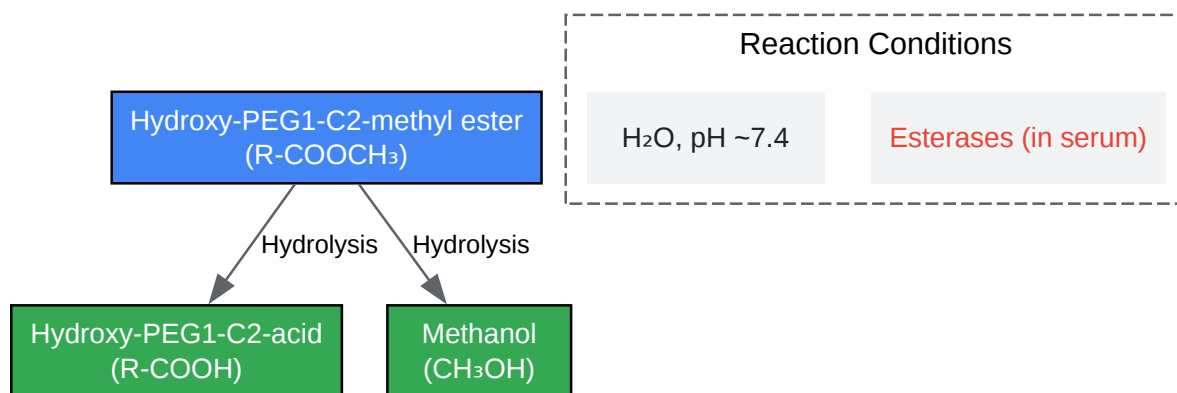 Reaction Conditions
Hydroxy-PEG1-C2-methyl ester
(R-COOCH₃)
H₂O, pH ~7.4
Esterases (in serum)
Hydrolysis
Hydrolysis
Hydroxy-PEG1-C2-acid
(R-COOH)
Methanol
(CH₃OH)